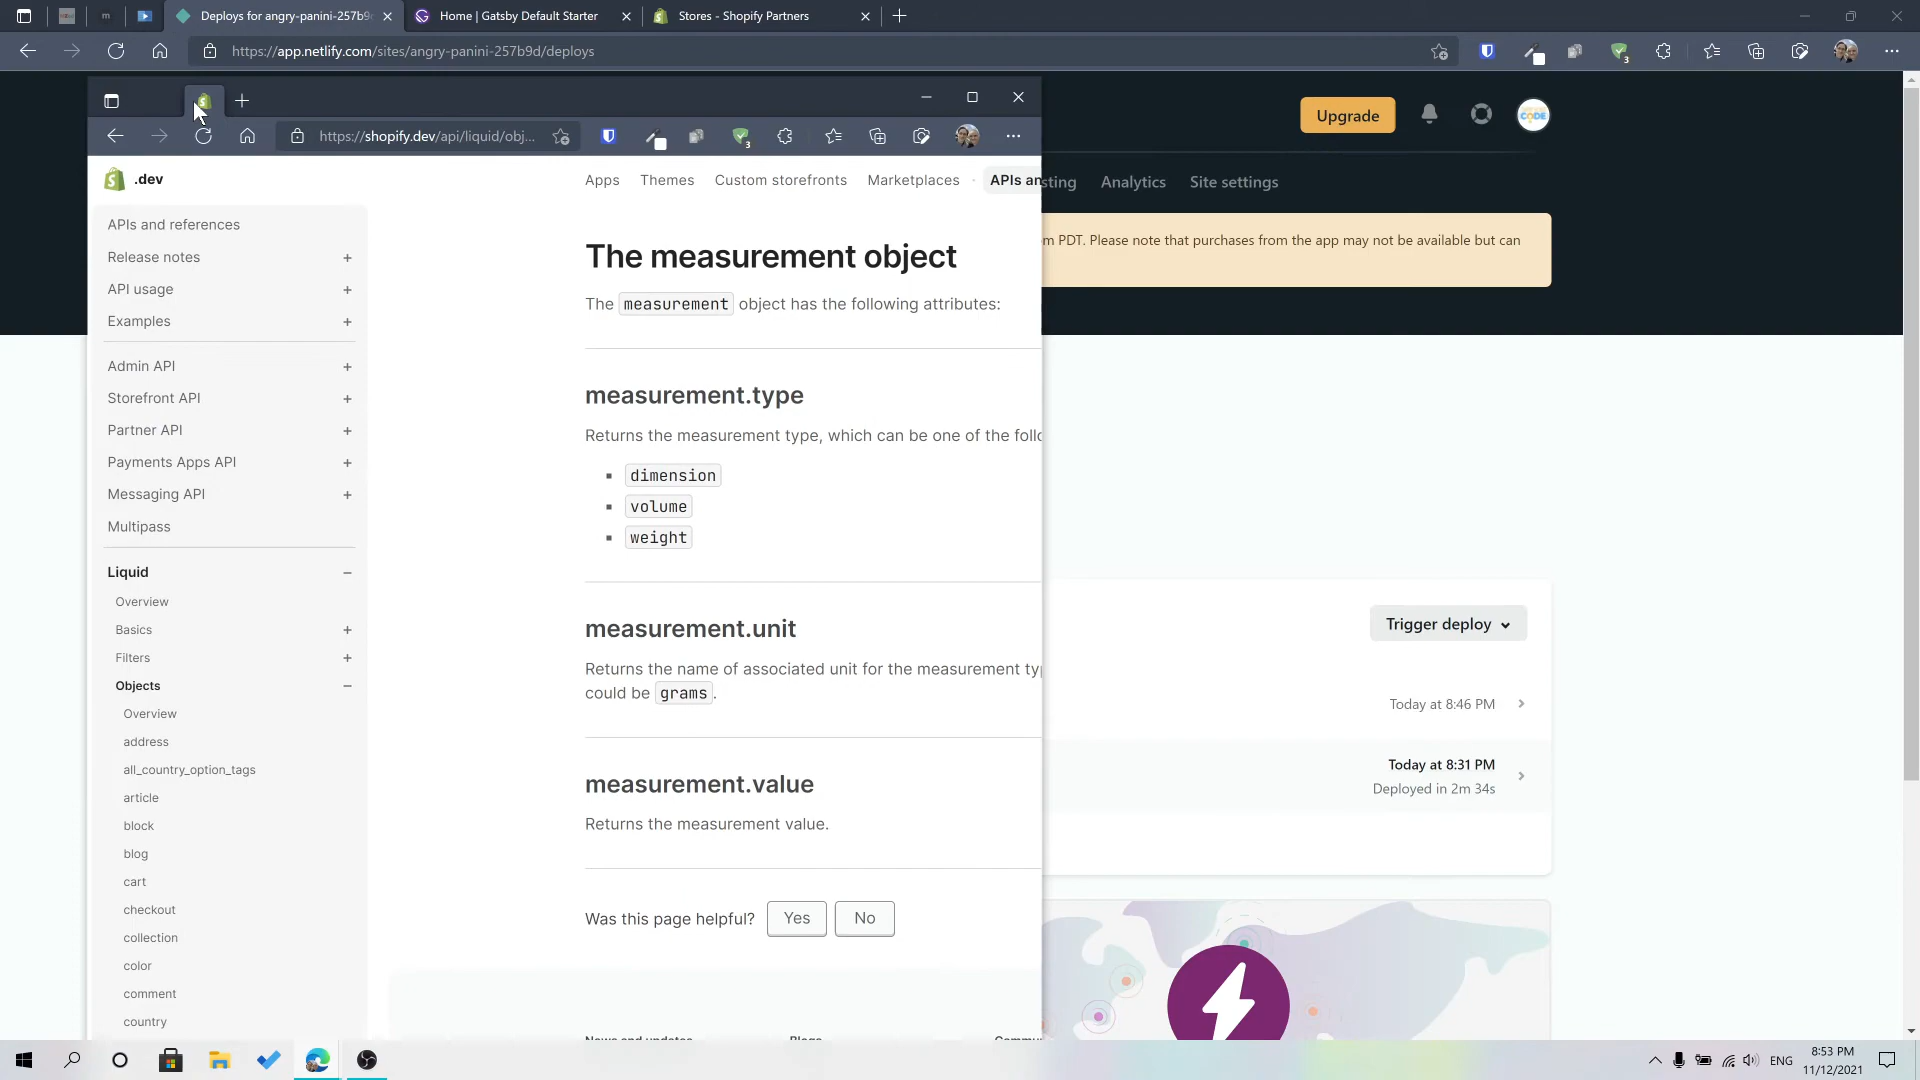 Deploys for angry-panini-257b9
Home | Gatsby Default Starter
Stores - Shopify Partners
https://app.netlify.com/sites/angry-panini-257b9d/deploys
3
https://shopify.dev/api/liquid/obj...
3
Upgrade
CODE
.dev
Apps
Themes
Custom storefronts
Marketplaces
APIs an
sting
Analytics
Site settings
APIs and references
Release notes
API usage
Examples
Admin API
Storefront API
Partner API
Payments Apps API
Messaging API
Multipass
Liquid
Overview
Basics
Filters
Objects
Overview
address
all_country_option_tags
article
block
blog
cart
checkout
collection
color
comment
country
The measurement object
The measurement object has the following attributes:
measurement.type
Returns the measurement type, which can be one of the follo
dimension
volume
weight
measurement.unit
Returns the name of associated unit for the measurement ty
could be grams.
measurement.value
Returns the measurement value.
Was this page helpful? Yes No
m PDT. Please note that purchases from the app may not be available but can
Trigger deploy
Today at 8:46 PM
Today at 8:31 PM
Deployed in 2m 34s
ENG
8:53 PM
11/12/2021